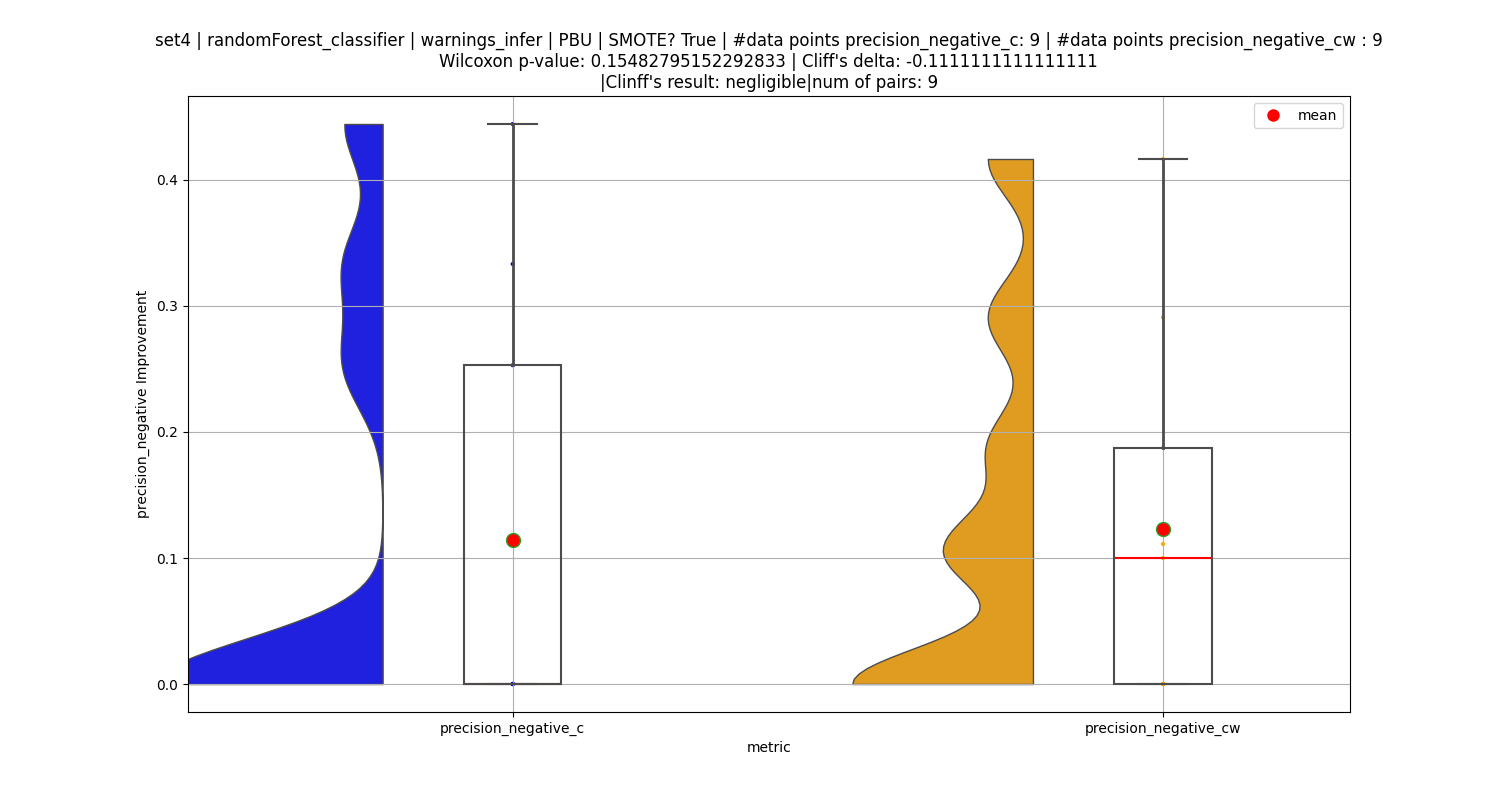 set4 | randomForest_classifier | warnings_infer | PBU | SMOTE? True | #data points precision_negative_c: 9 | #data points precision_negative_cw : 9
Wilcoxon p-value: 0.15482795152292833 | Cliff's delta: -0.1111111111111111
|Clinff's result: negligible|num of pairs: 9
mean
precision_negative Improvement
0.4
0.3
0.2
0.1
0.0
precision_negative_c
precision_negative_cw
metric